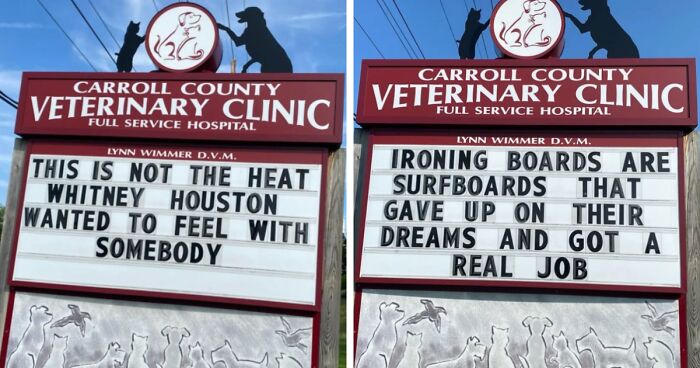 CARROLL COUNTY
VETERINARY CLINIC
FULL SERVICE HOSPITAL
LYNN WIMMER D.V.M.
THIS IS NOT THE HEAT
WHITNEY HOUSTON
WANTED TO FEEL WITH
SOMEBODY
CARROLL COUNTY
VETERINARY CLINIC
FULL SERVICE HOSPITAL
LYNN WIMMER D.V.M.
IRONING BOARDS ARE
SURFBOARDS THAT
GAVE UP ON THEIR
DREAMS AND GOT A
REAL JOB